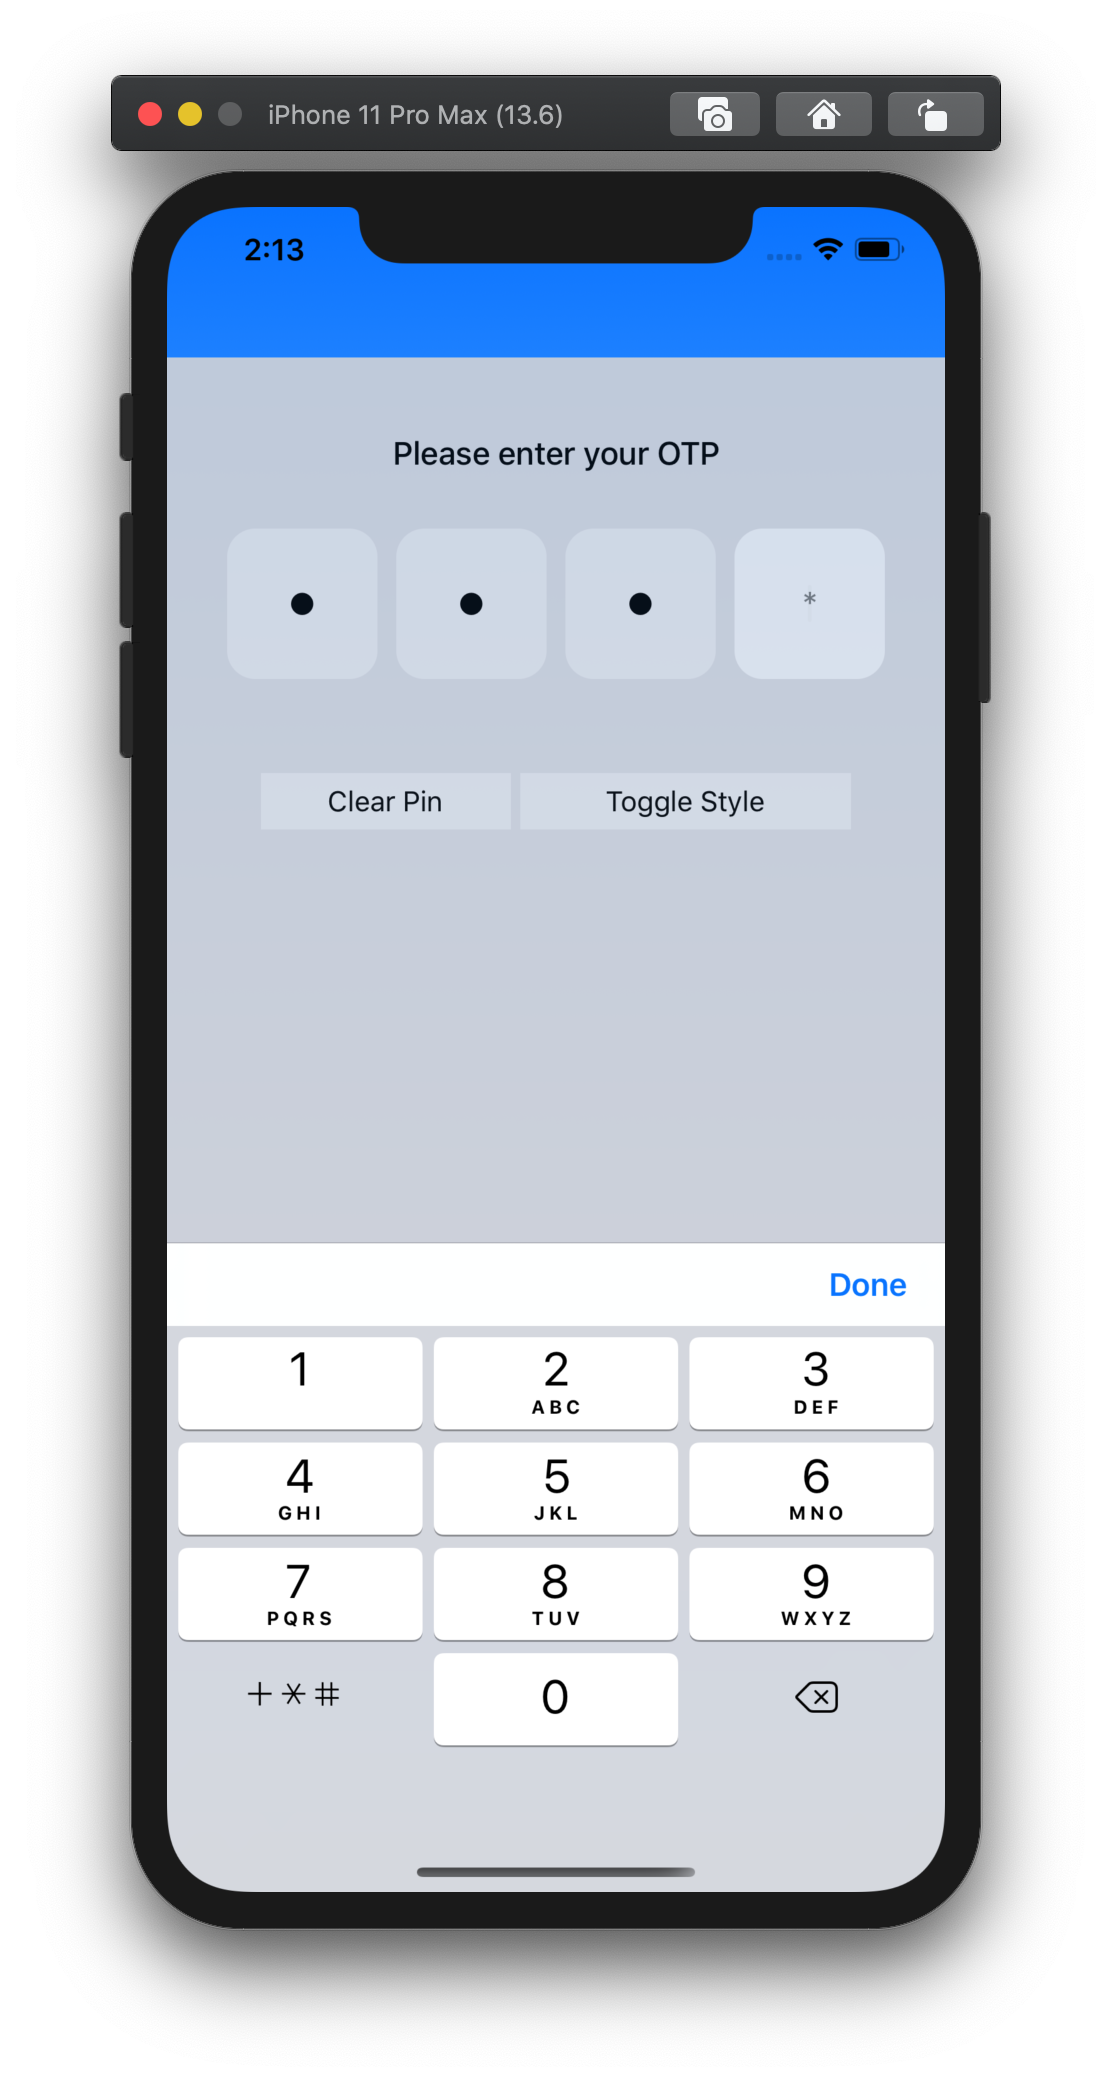 iPhone 11 Pro Max (13.6)
2:13
Please enter your OTP
*
Clear Pin Toggle Style
Done
1 2 3
ABC DEF
4 5 6
GHI JKL MNO
7 8 9
PQRS TUV WXYZ
+*# 0